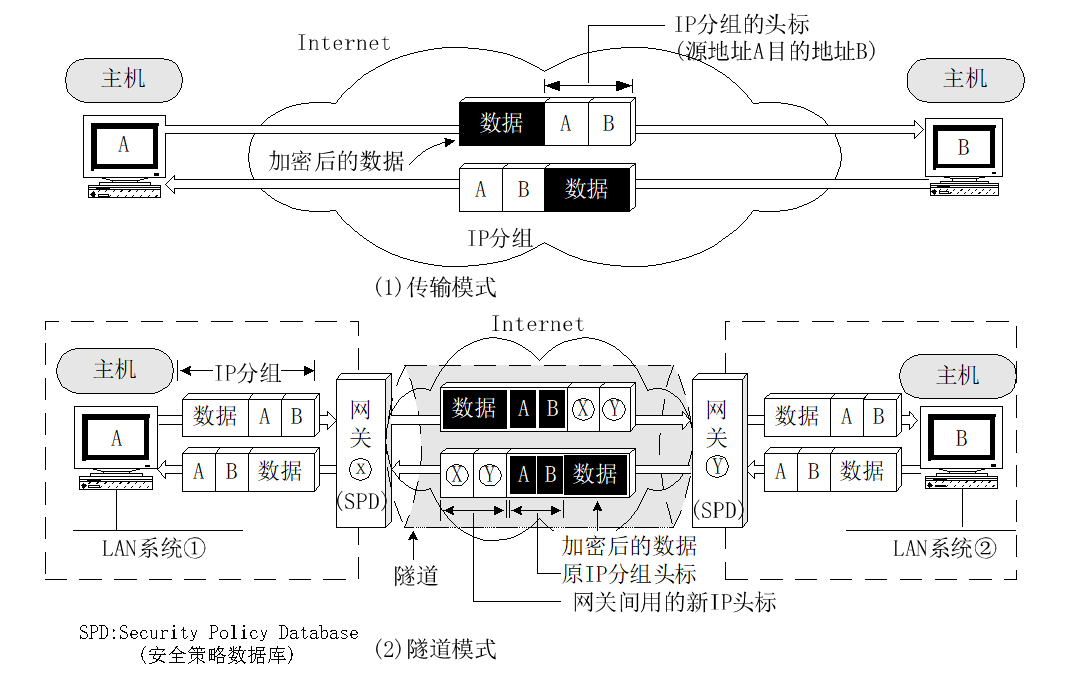 Internet
IP分组的头标
(源地址A目的地址B)
主机
主机
A
数据 A B
B
加密后的数据
A B 数据
IP分组
(1)传输模式
Internet
主机
IP分组
主机
A
数据 A B
网关
X
(SPD)
数据 A B X Y
网关
Y
(SPD)
数据 A B
B
A B 数据
X Y A B 数据
A B 数据
LAN系统①
LAN系统②
隧道
加密后的数据
原IP分组头标
网关间用的新IP头标
SPD:Security Policy Database
(安全策略数据库)
(2)隧道模式